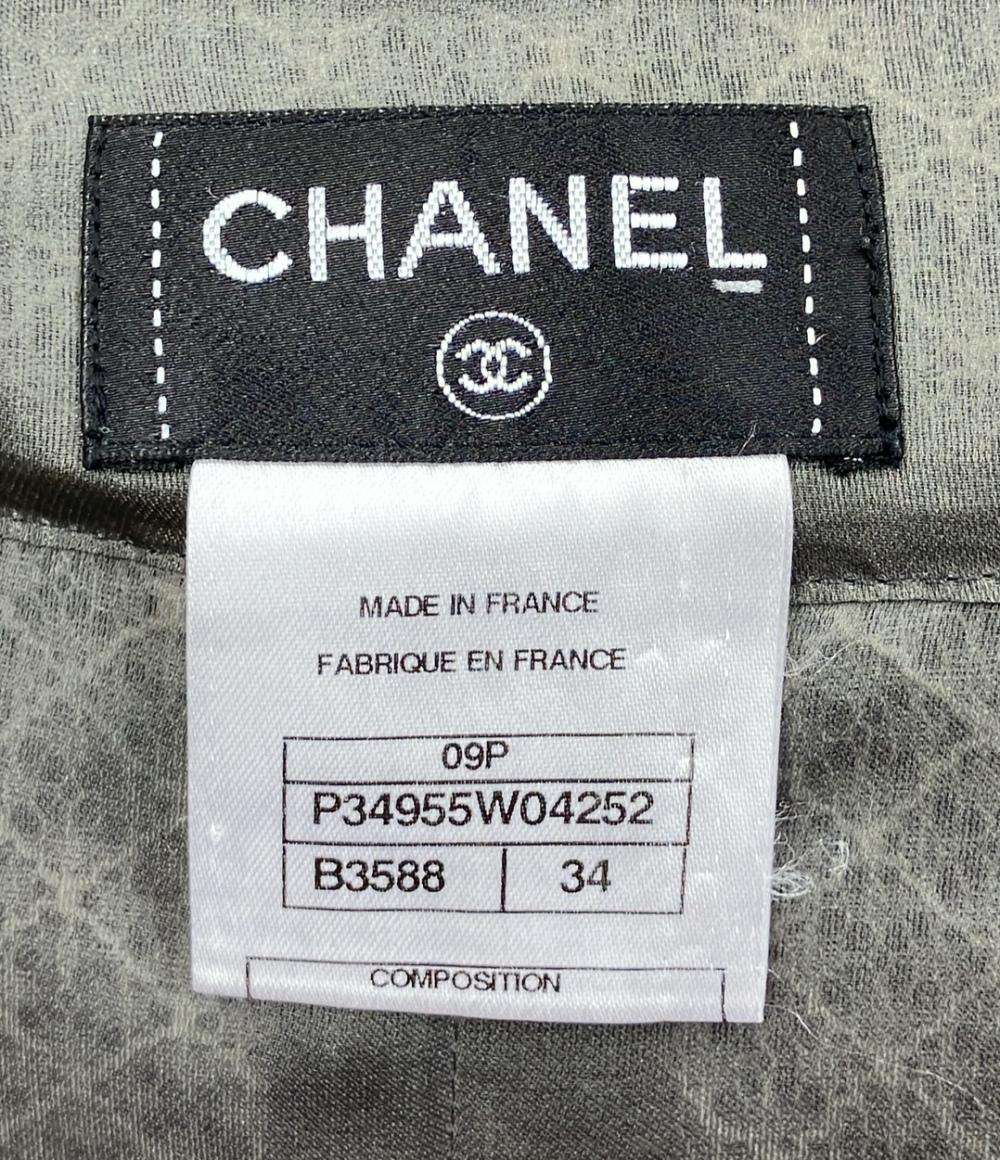 CHANEL
MADE IN FRANCE
FABRIQUE EN FRANCE
09P
P34955W04252
B3588 34
COMPOSITION